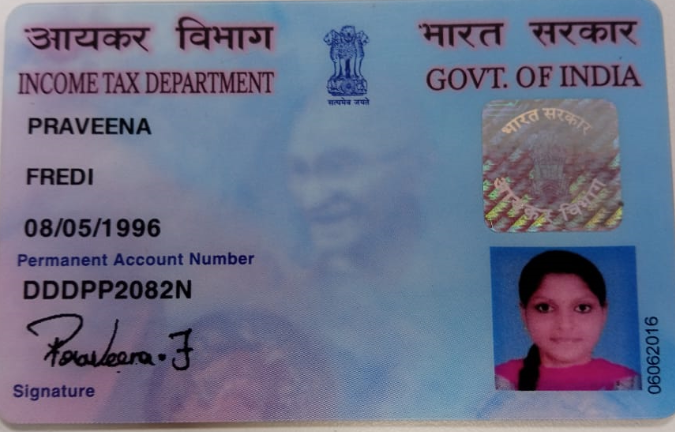 आयकर विभाग भारत सरकार
INCOME TAX DEPARTMENT GOVT. OF INDIA
सत्यमेव जयते
PRAVEENA
FREDI
08/05/1996
Permanent Account Number
DDDPP2082N
Praveena. F
Signature
भारत सरकार
आयकर विभाग
06062016